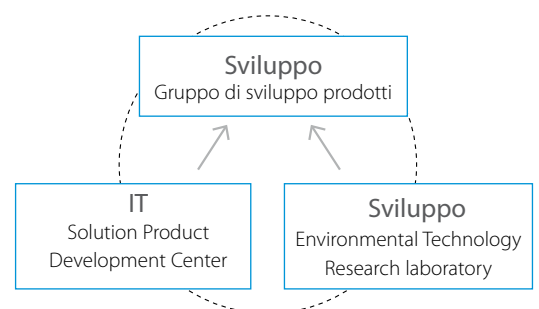 Sviluppo
Gruppo di sviluppo prodotti
IT
Solution Product
Development Center
Sviluppo
Environmental Technology
Research laboratory